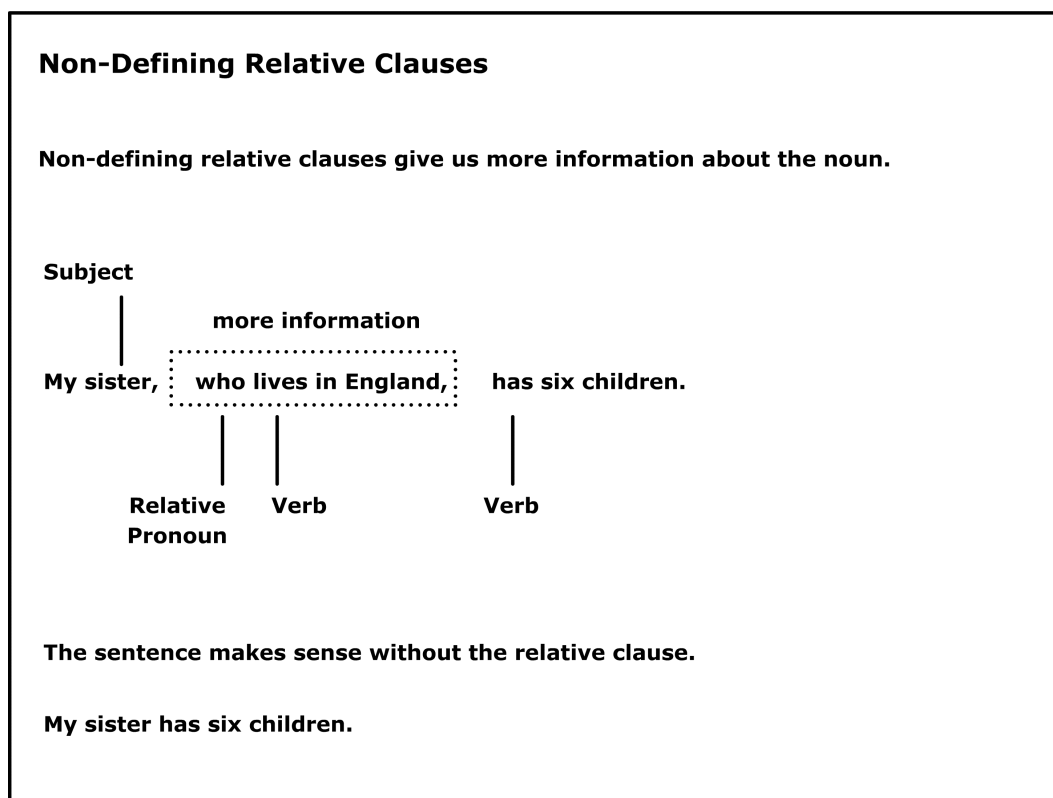 Non-Defining Relative Clauses
Non-defining relative clauses give us more information about the noun.
Subject
more information
My sister, who lives in England, has six children.
Relative Pronoun
Verb
Verb
The sentence makes sense without the relative clause.
My sister has six children.